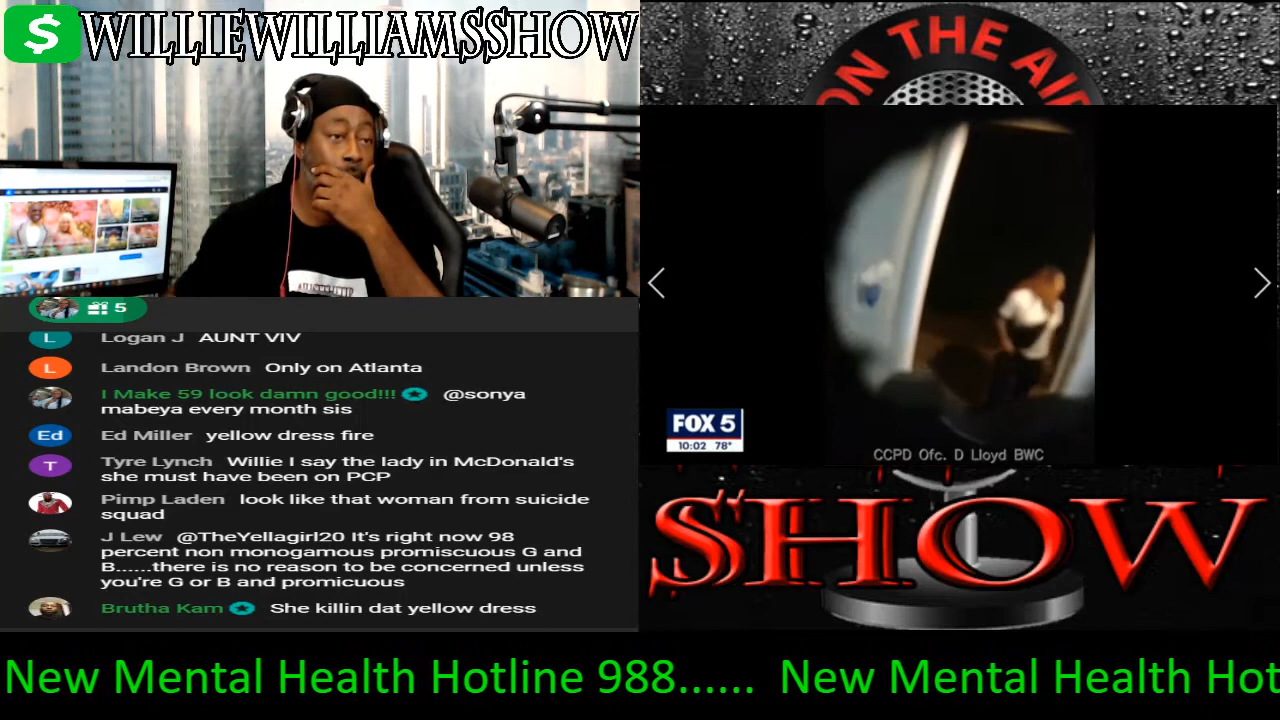 $ WILLIEWILLIAMSSHOW
ON THE AIR
5
L Logan J AUNT VIV
L Landon Brown Only on Atlanta
I Make 59 look damn good!!! @sonya
mabeya every month sis
Ed Ed Miller yellow dress fire
T Tyre Lynch Willie I say the lady in McDonald's
she must have been on PCP
Pimp Laden look like that woman from suicide
squad
J Lew @TheYellagirl20 It's right now 98
percent non monogamous promiscuous G and
B......there is no reason to be concerned unless
you're G or B and promicuous
Brutha Kam She killin dat yellow dress
FOX 5
10:02 78°
CCPD Ofc. D Lloyd BWC
SHOW
New Mental Health Hotline 988...... New Mental Health Hot